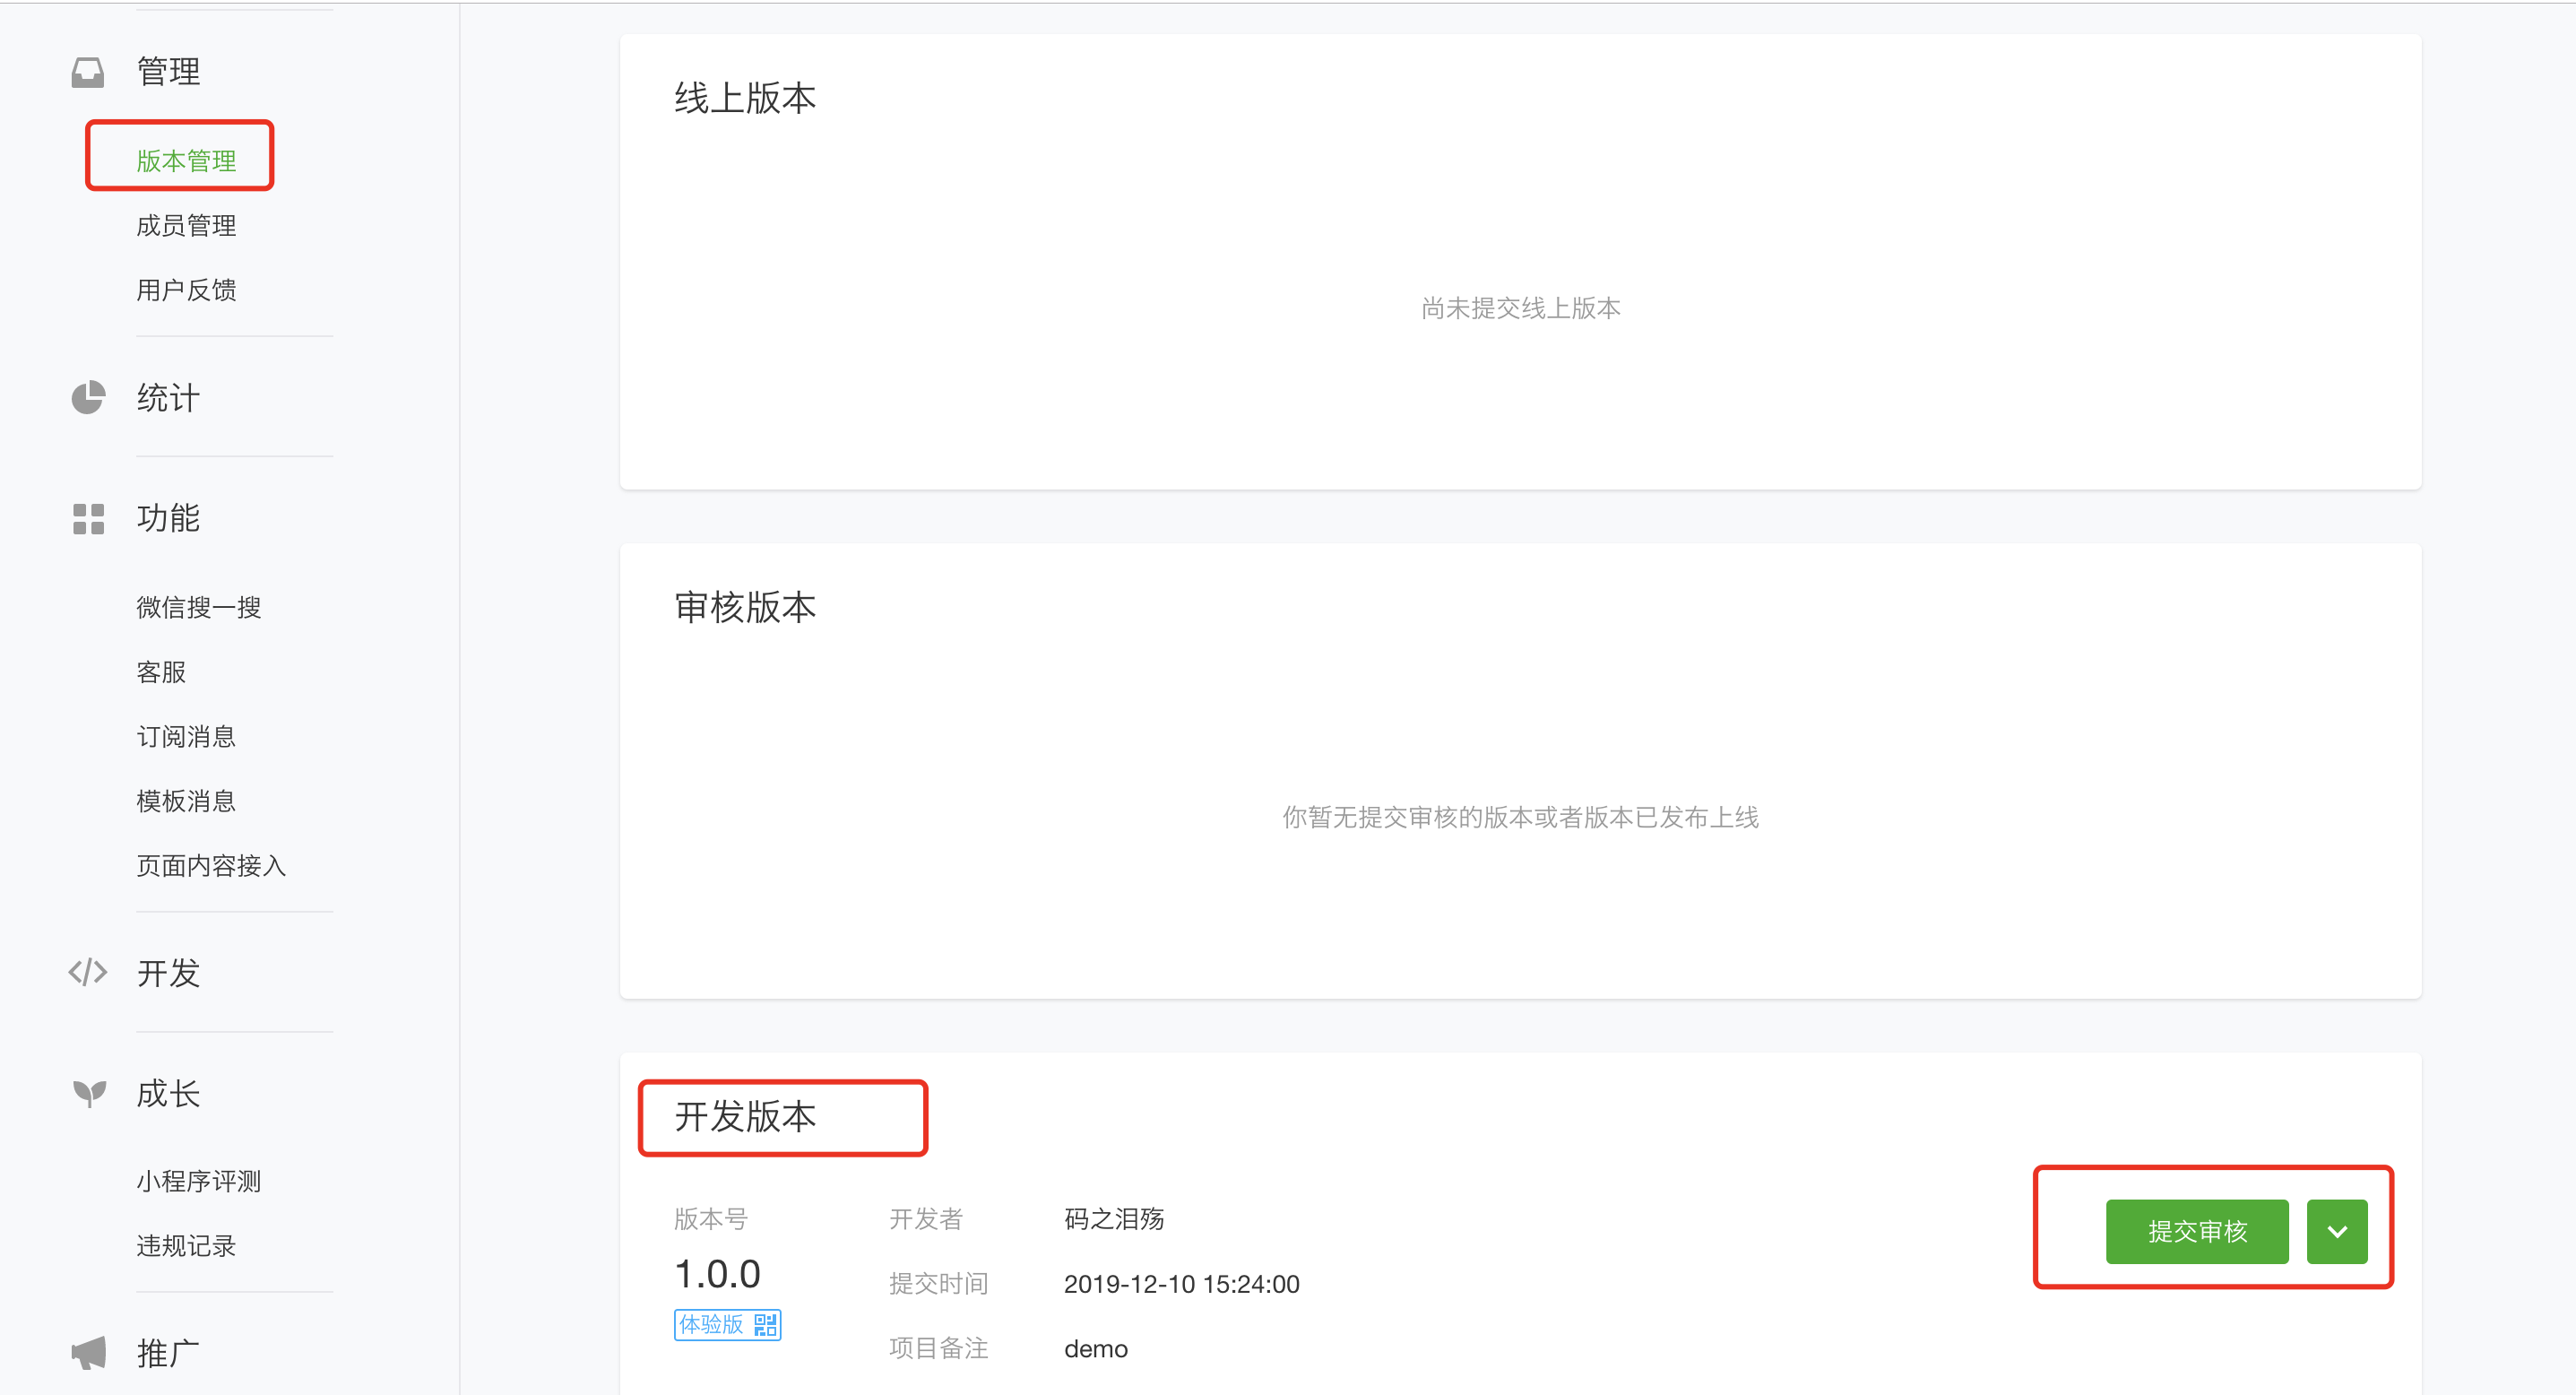 管理
版本管理
成员管理
用户反馈
统计
功能
微信搜一搜
客服
订阅消息
模板消息
页面内容接入
开发
成长
小程序评测
违规记录
推广
线上版本
尚未提交线上版本
审核版本
你暂无提交审核的版本或者版本已发布上线
开发版本
版本号
1.0.0
体验版
开发者 码之泪殇
提交时间 2019-12-10 15:24:00
项目备注 demo
提交审核